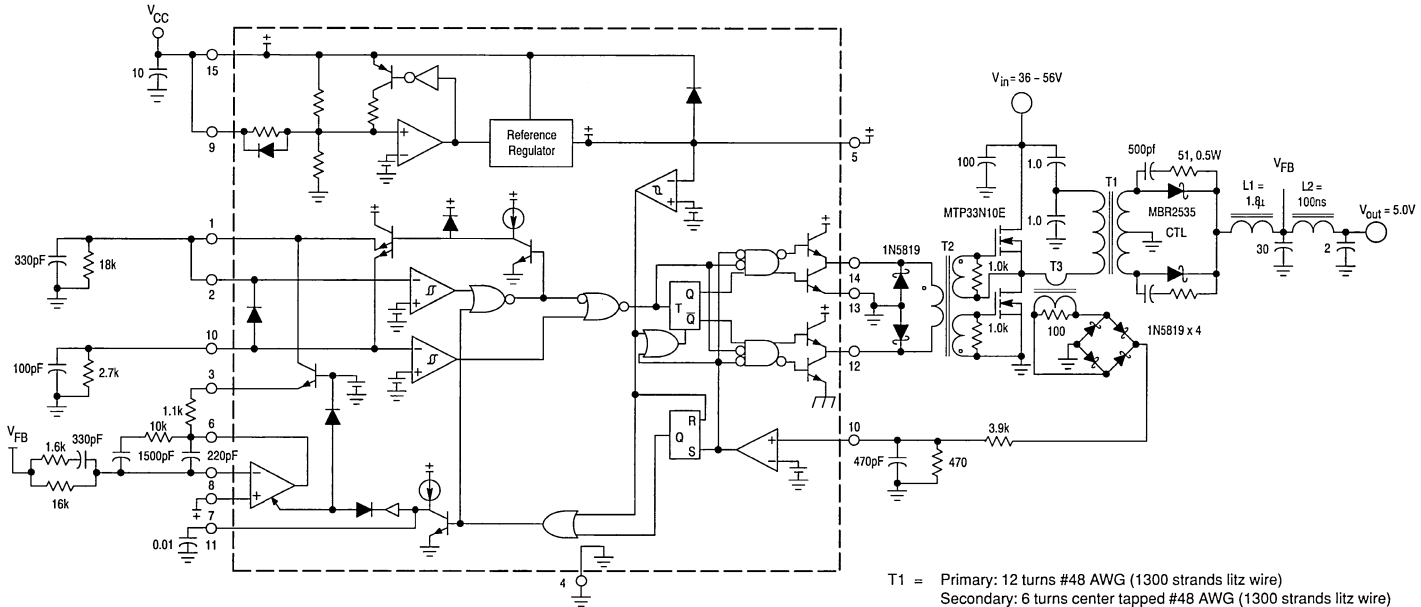 VCC
10
15
9
Reference
Regulator
5
Vin = 36 – 56V
100
1.0
1.0
500pf
51, 0.5W
T1
MBR2535
CTL
VFB
L1 =
1.8µ
L2 =
100ns
Vout = 5.0V
30
2
MTP33N10E
1
330pF
18k
2
10
100pF
2.7k
3
1.1k
6
10k
VFB
330pF
1.6k
1500pF
220pF
16k
8
7
0.01
11
4
T
Q
Q
R
Q
S
14
13
12
10
1N5819
T2
1.0k
1.0k
T3
100
1N5819 x 4
3.9k
470pF
470
T1 = Primary: 12 turns #48 AWG (1300 strands litz wire)
Secondary: 6 turns center tapped #48 AWG (1300 strands litz wire)